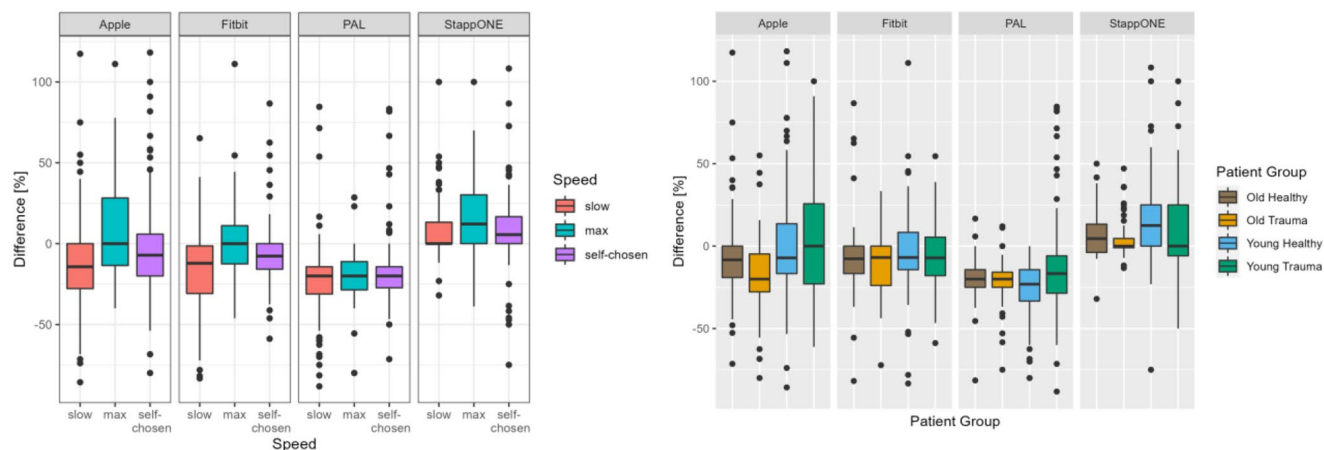 Apple Fitbit PAL StappONE
Difference [%]
100
50
0
-50
slow max self-chosen slow max self-chosen slow max self-chosen slow max self-chosen
Speed
Speed
slow
max
self-chosen
Apple Fitbit PAL StappONE
Difference [%]
100
50
0
-50
Patient Group
Patient Group
Old Healthy
Old Trauma
Young Healthy
Young Trauma